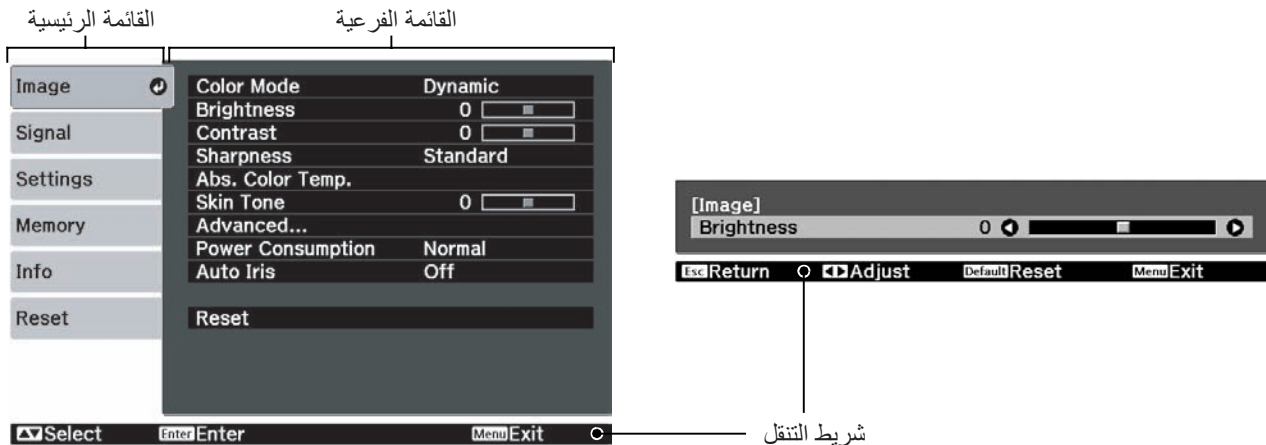 القائمة الرئيسية
القائمة الفرعية
Image
Signal
Settings
Memory
Info
Reset
Color Mode Dynamic
Brightness 0
Contrast 0
Sharpness Standard
Abs. Color Temp.
Skin Tone 0
Advanced...
Power Consumption Normal
Auto Iris Off
Reset
Select Enter Enter Menu Exit
[Image]
Brightness 0
Esc Return Adjust Default Reset Menu Exit
شريط التنقل